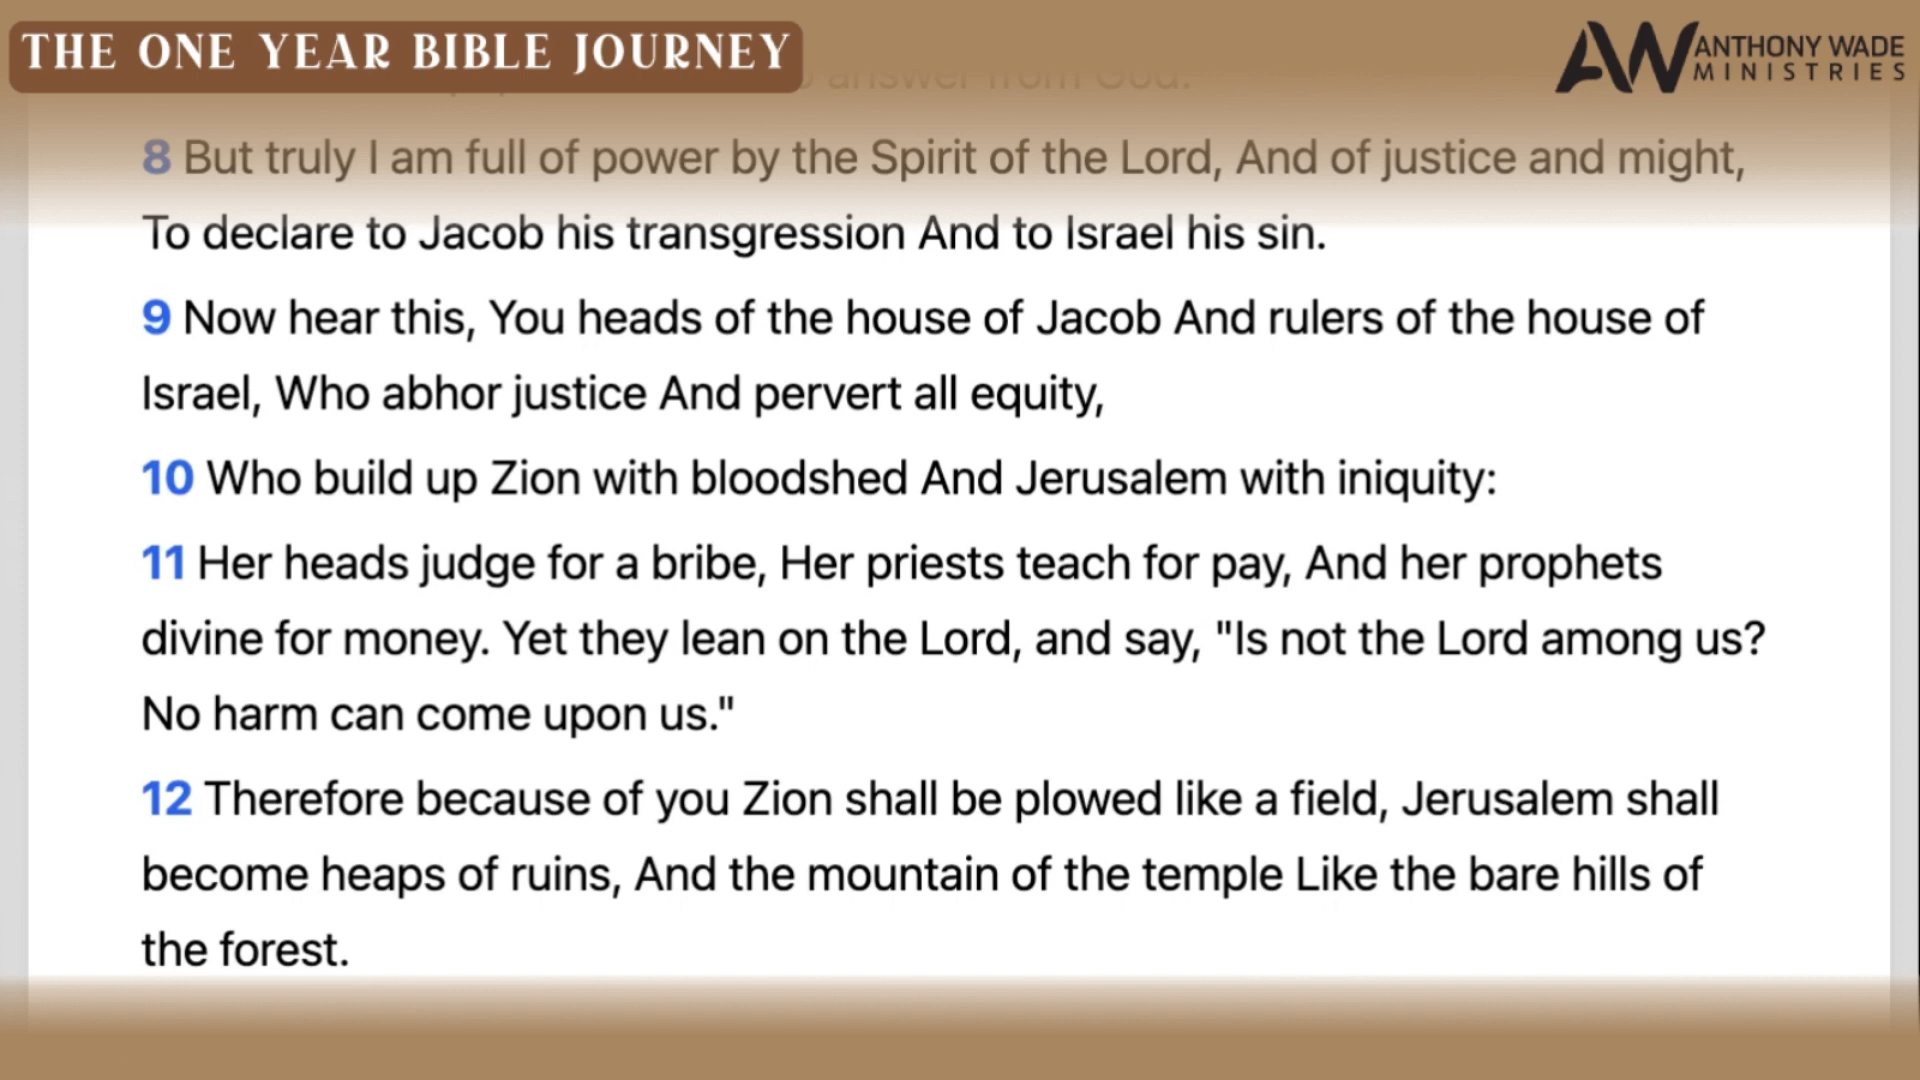 THE ONE YEAR BIBLE JOURNEY
ANTHONY WADE
MINISTRIES
answer from God.
8 But truly I am full of power by the Spirit of the Lord, And of justice and might,
To declare to Jacob his transgression And to Israel his sin.
9 Now hear this, You heads of the house of Jacob And rulers of the house of
Israel, Who abhor justice And pervert all equity,
10 Who build up Zion with bloodshed And Jerusalem with iniquity:
11 Her heads judge for a bribe, Her priests teach for pay, And her prophets
divine for money. Yet they lean on the Lord, and say, "Is not the Lord among us?
No harm can come upon us."
12 Therefore because of you Zion shall be plowed like a field, Jerusalem shall
become heaps of ruins, And the mountain of the temple Like the bare hills of
the forest.